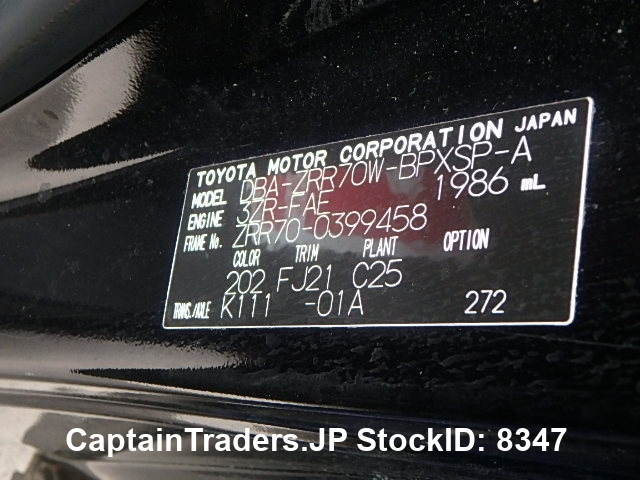 TOYOTA MOTOR CORPORATION JAPAN
MODEL DBA-ZRR70W-BPXSP-A
ENGINE 3ZR-FAE 1986 mL
FRAME No. ZRR70-0399458
COLOR TRIM PLANT OPTION
202 FJ21 C25
TRANS./AXLE K111 -01A 272
CaptainTraders.JP StockID: 8347